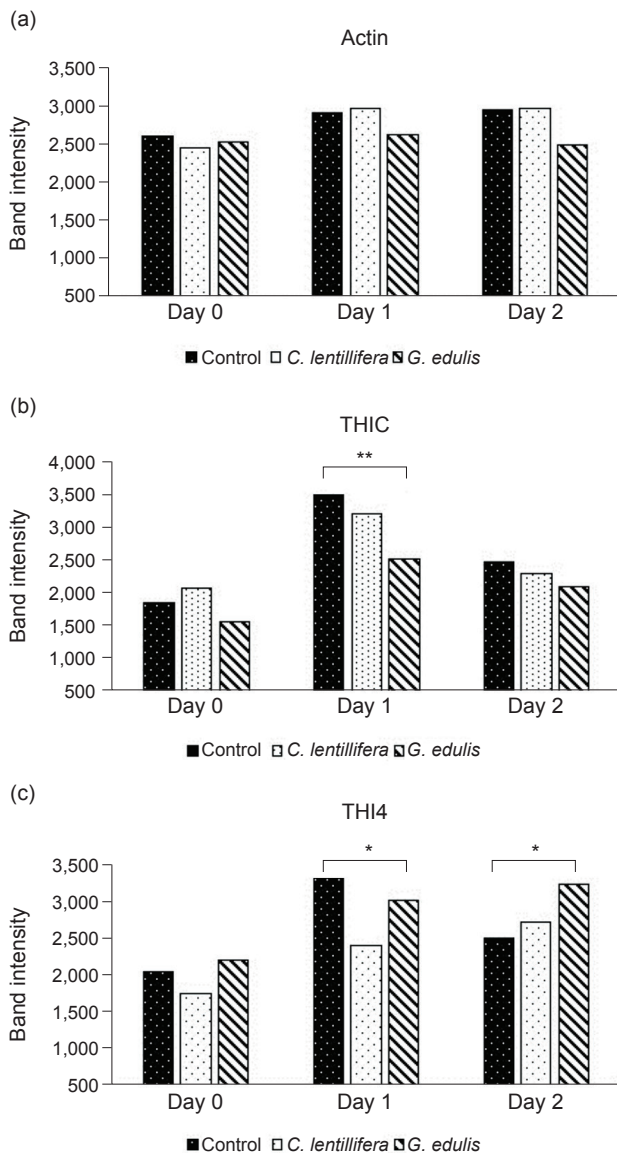 (a)
Actin
3,500
3,000
2,500
2,000
1,500
1,000
500
Band intensity
Day 0 Day 1 Day 2
Control C. lentillifera G. edulis
(b)
THIC
**
4,000
3,500
3,000
2,500
2,000
1,500
1,000
500
Band intensity
Day 0 Day 1 Day 2
Control C. lentillifera G. edulis
(c)
THI4
* *
3,500
3,000
2,500
2,000
1,500
1,000
500
Band intensity
Day 0 Day 1 Day 2
Control C. lentillifera G. edulis